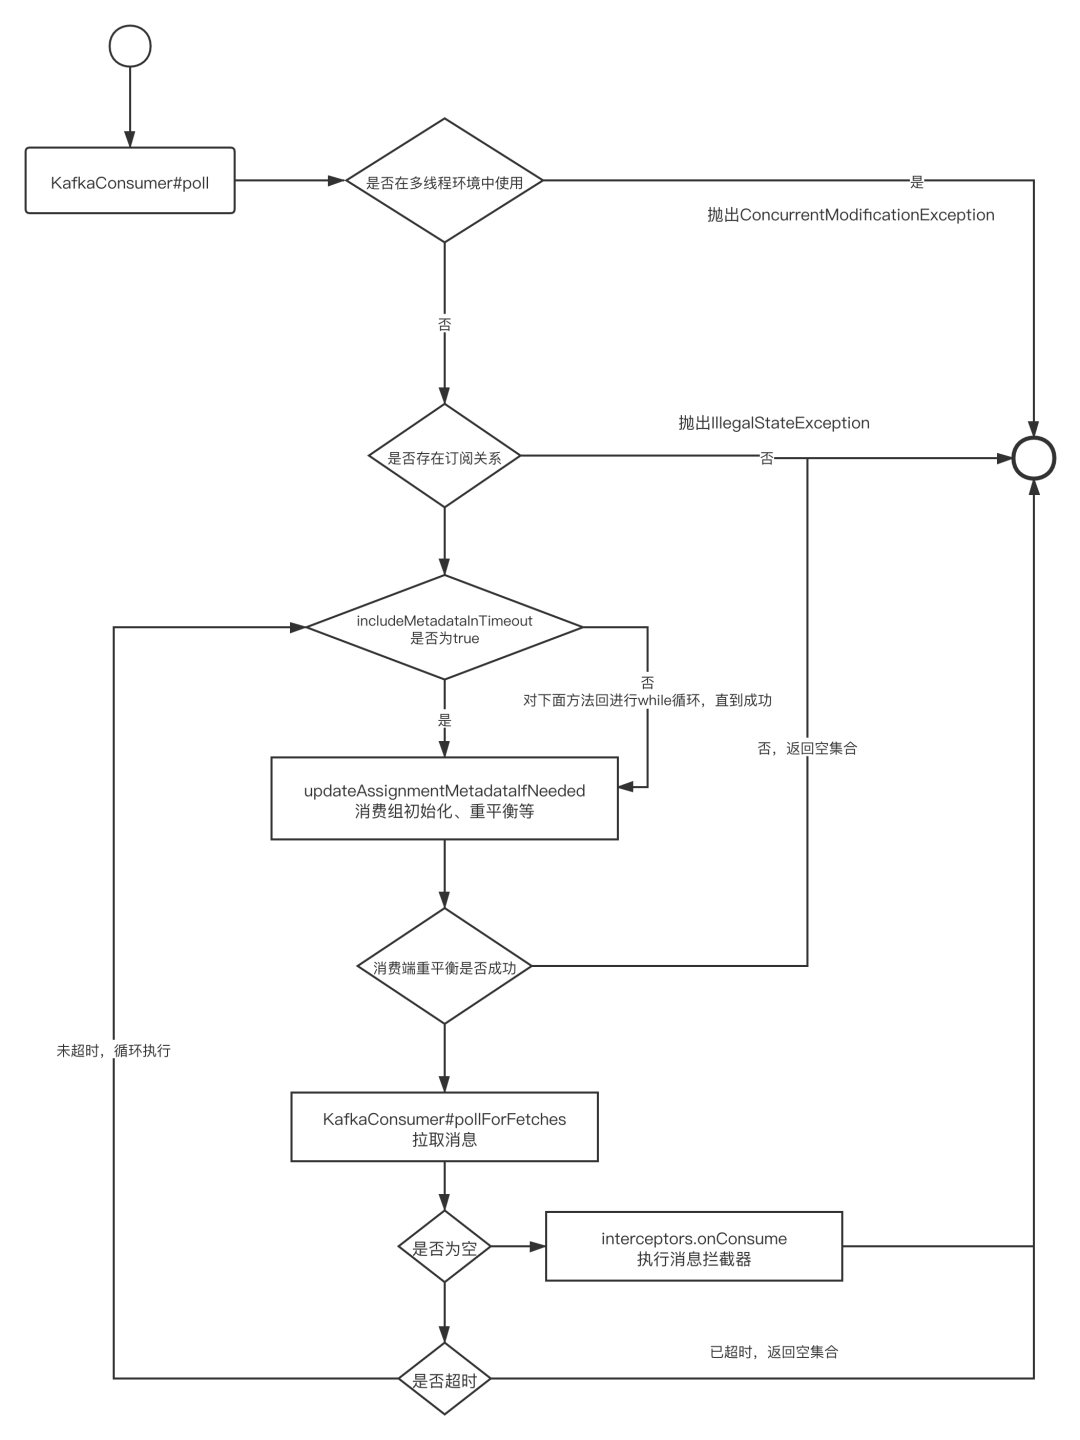 KafkaConsumer#poll
是否在多线程环境中使用
是
抛出ConcurrentModificationException
否
抛出IllegalStateException
是否存在订阅关系
否
includeMetadataInTimeout
是否为true
否
对下面方法回进行while循环，直到成功
是
否，返回空集合
updateAssignmentMetadataIfNeeded
消费组初始化、重平衡等
消费端重平衡是否成功
未超时，循环执行
KafkaConsumer#pollForFetches
拉取消息
是否为空
interceptors.onConsume
执行消息拦截器
已超时，返回空集合
是否超时